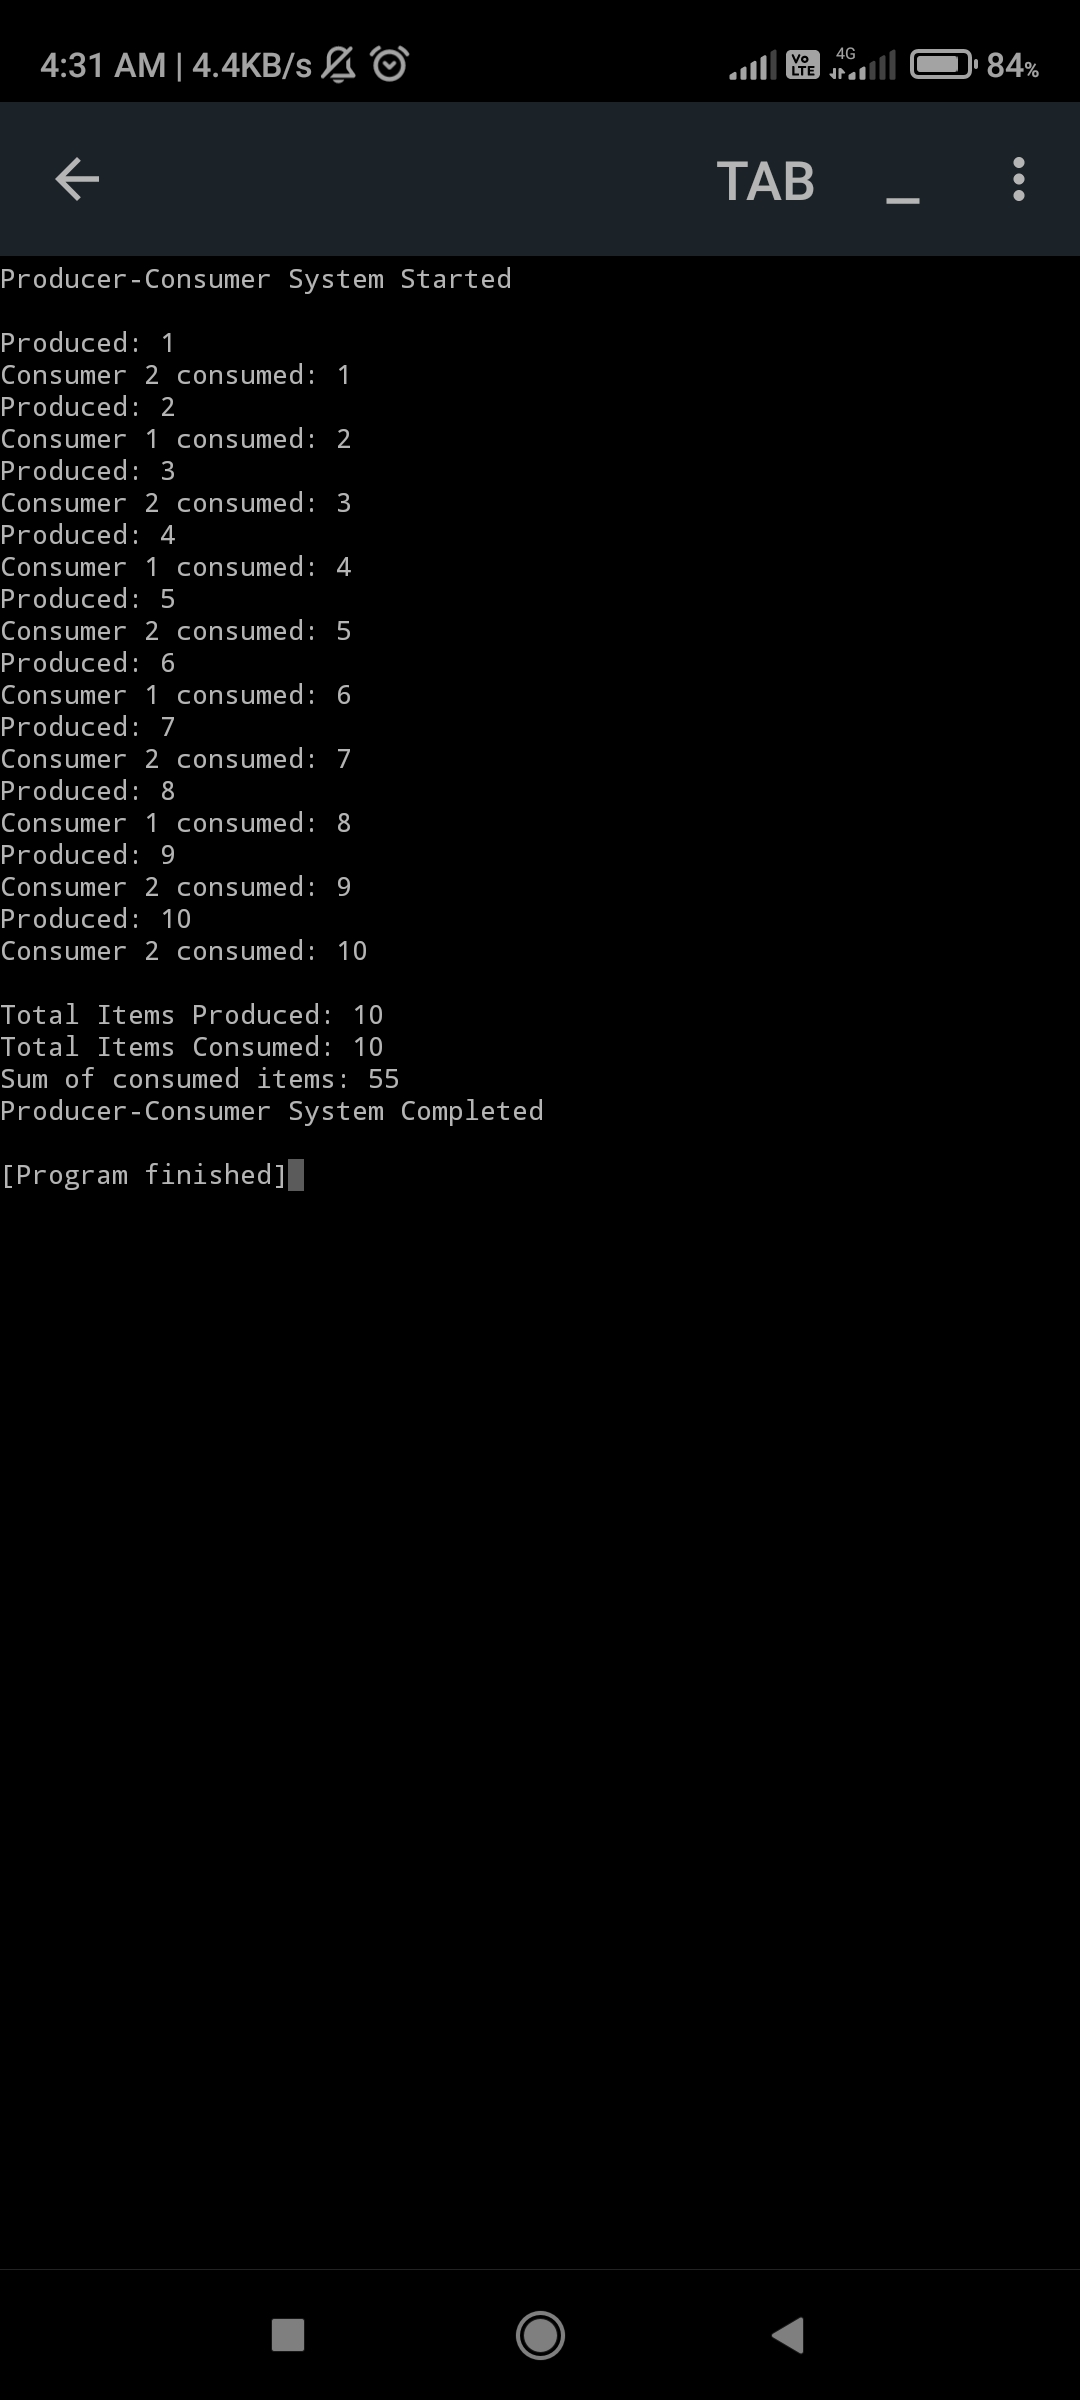 4:31 AM | 4.4KB/s Vo LTE 4G 84%
TAB _
Producer-Consumer System Started
Produced: 1
Consumer 2 consumed: 1
Produced: 2
Consumer 1 consumed: 2
Produced: 3
Consumer 2 consumed: 3
Produced: 4
Consumer 1 consumed: 4
Produced: 5
Consumer 2 consumed: 5
Produced: 6
Consumer 1 consumed: 6
Produced: 7
Consumer 2 consumed: 7
Produced: 8
Consumer 1 consumed: 8
Produced: 9
Consumer 2 consumed: 9
Produced: 10
Consumer 2 consumed: 10
Total Items Produced: 10
Total Items Consumed: 10
Sum of consumed items: 55
Producer-Consumer System Completed
[Program finished]